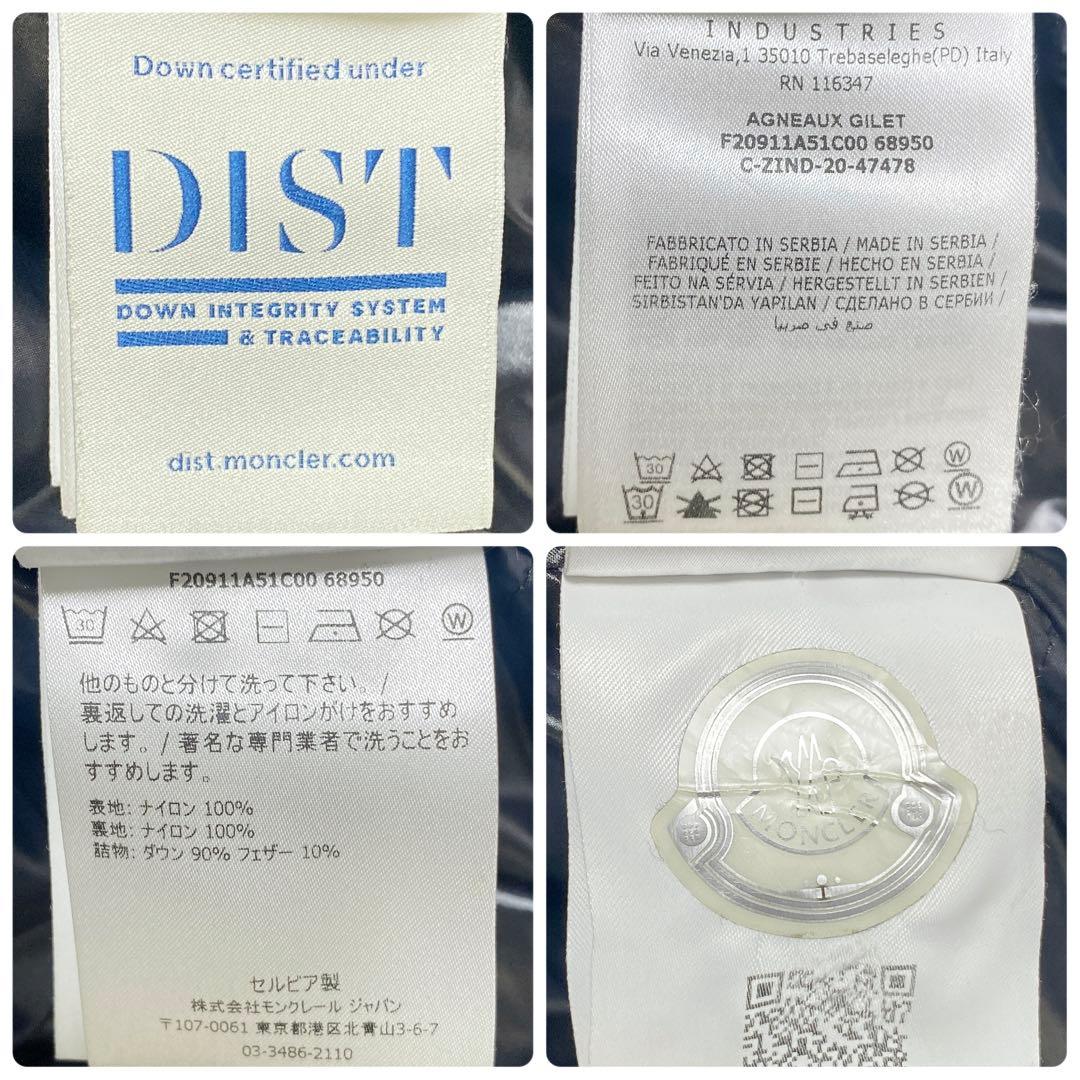 Down certified under
DIST
DOWN INTEGRITY SYSTEM
& TRACEABILITY
dist.moncler.com
INDUSTRIES
Via Venezia,1 35010 Trebaseleghe(PD) Italy
RN 116347
AGNEAUX GILET
F20911A51C00 68950
C-ZIND-20-47478
FABBRICATO IN SERBIA / MADE IN SERBIA /
FABRIQUÉ EN SERBIE / HECHO EN SERBIA /
FEITO NA SÉRVIA / HERGESTELLT IN SERBIEN /
SIRBISTAN'DA YAPILAN / СДЕЛАНО В СЕРБИИ /
صنع في صربيا
30
W
30
W
F20911A51C00 68950
30
W
他のものと分けて洗って下さい。/
裏返しての洗濯とアイロンがけをおすすめ
します。/ 著名な専門業者で洗うことをお
すすめします。
表地: ナイロン 100%
裏地: ナイロン 100%
詰物: ダウン 90% フェザー 10%
セルビア製
株式会社モンクレール ジャパン
〒107-0061 東京都港区北青山3-6-7
03-3486-2110
MONCLER